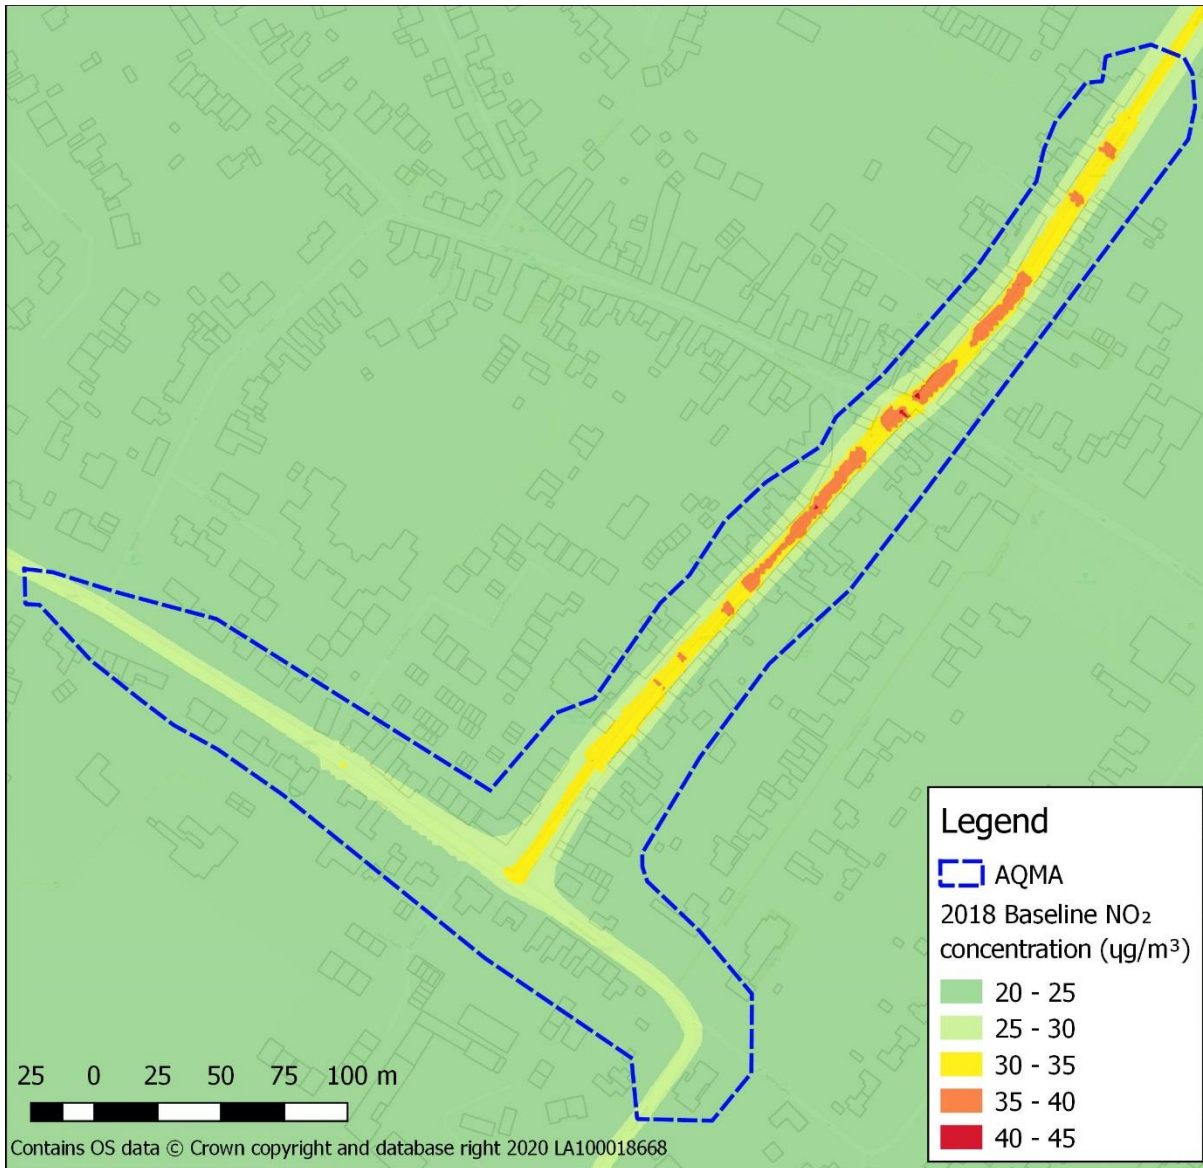 Legend
AQMA
2018 Baseline NO₂
concentration (ųg/m³)
20 - 25
25 - 30
30 - 35
35 - 40
40 - 45
25 0 25 50 75 100 m
Contains OS data © Crown copyright and database right 2020 LA100018668